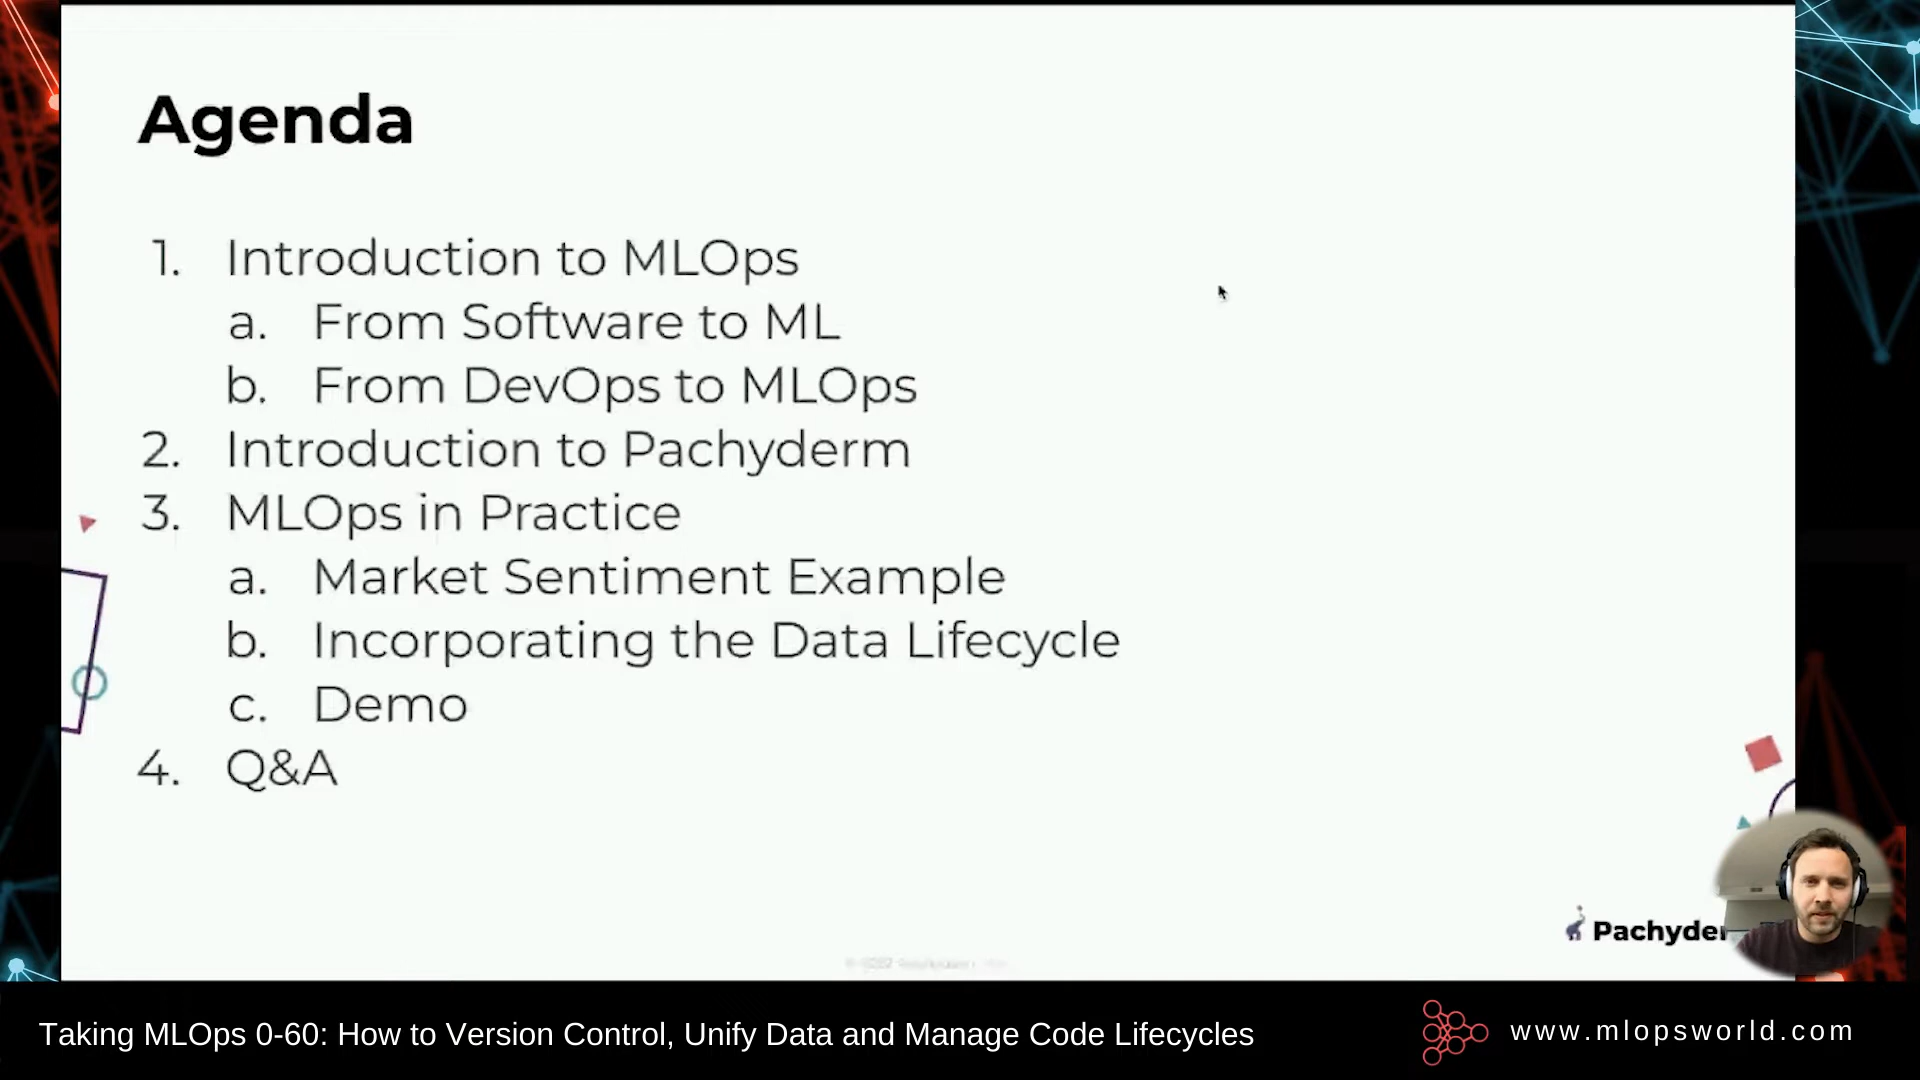 Agenda
1. Introduction to MLOps
a. From Software to ML
b. From DevOps to MLOps
2. Introduction to Pachyderm
3. MLOps in Practice
a. Market Sentiment Example
b. Incorporating the Data Lifecycle
c. Demo
4. Q&A
Pachyder
Taking MLOps 0-60: How to Version Control, Unify Data and Manage Code Lifecycles
www.mlopsworld.com